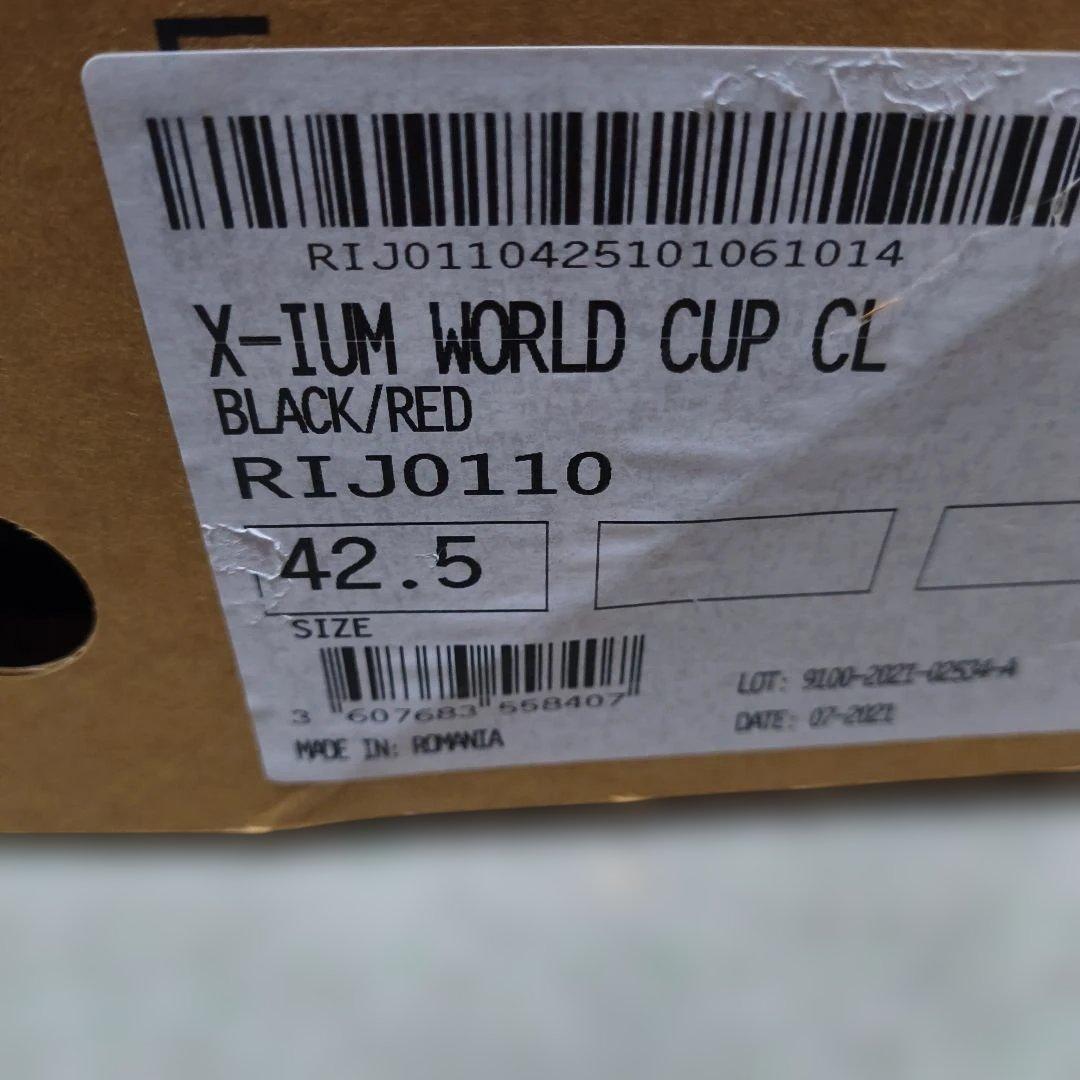 RIJ0110425101061014
X-IUM WORLD CUP CL
BLACK/RED
RIJ0110
42.5
SIZE
3 607683 558407
LOT: 9100-2021-02534-A
DATE: 07-2021
MADE IN: ROMANIA